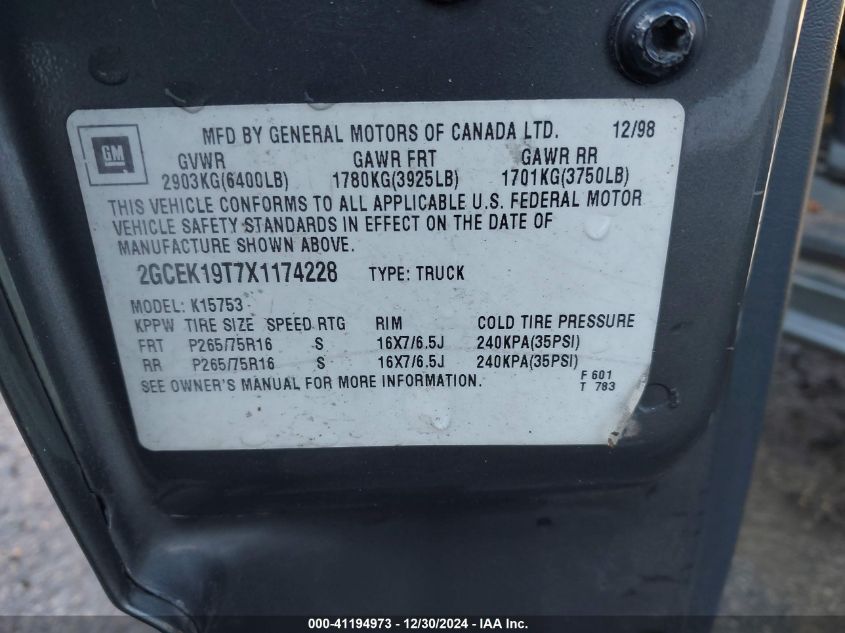 GM
MFD BY GENERAL MOTORS OF CANADA LTD. 12/98
GVWR GAWR FRT GAWR RR
2903KG(6400LB) 1780KG(3925LB) 1701KG(3750LB)
THIS VEHICLE CONFORMS TO ALL APPLICABLE U.S. FEDERAL MOTOR
VEHICLE SAFETY STANDARDS IN EFFECT ON THE DATE OF
MANUFACTURE SHOWN ABOVE.
2GCEK19T7X1174228 TYPE: TRUCK
MODEL: K15753
KPPW TIRE SIZE SPEED RTG RIM COLD TIRE PRESSURE
FRT P265/75R16 S 16X7/6.5J 240KPA(35PSI)
RR P265/75R16 S 16X7/6.5J 240KPA(35PSI)
SEE OWNER'S MANUAL FOR MORE INFORMATION. F 601
T 783
000-41194973 - 12/30/2024 - IAA Inc.